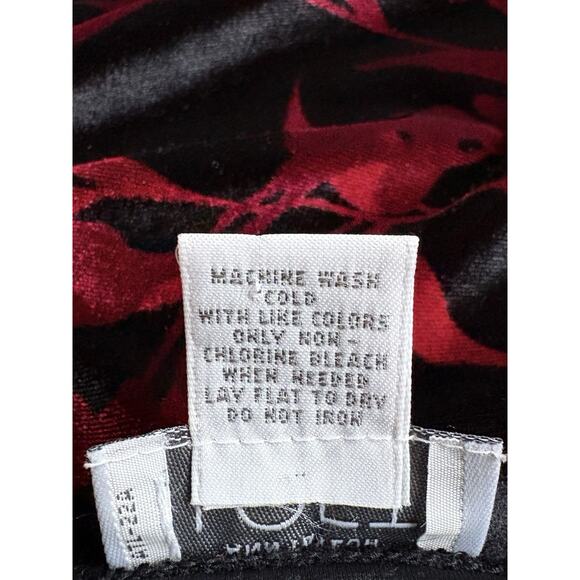 MACHINE WASH
COLD
WITH LIKE COLORS
ONLY NON-
CHLORINE BLEACH
WHEN NEEDED
LAY FLAT TO DRY
DO NOT IRON